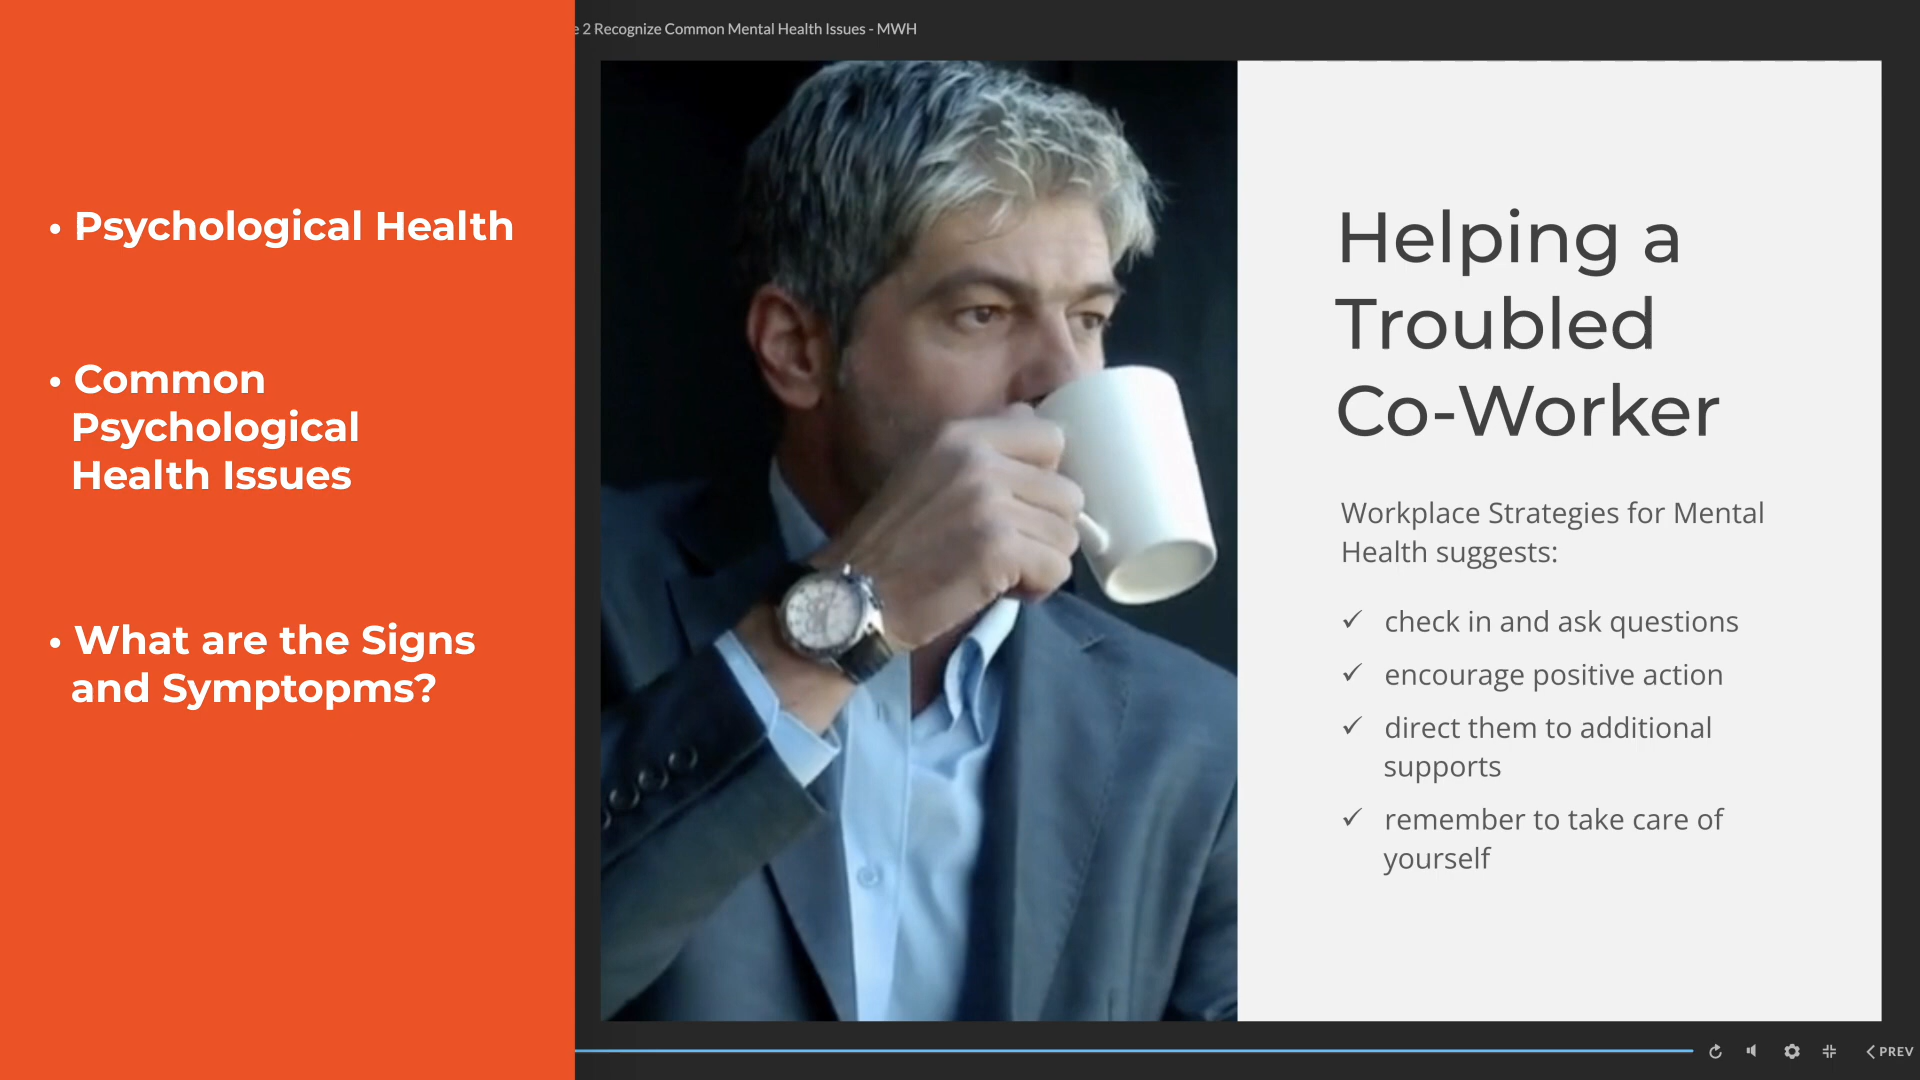 e 2 Recognize Common Mental Health Issues - MWH
• Psychological Health
• Common
Psychological
Health Issues
• What are the Signs
and Symptopms?
Helping a
Troubled
Co-Worker
Workplace Strategies for Mental
Health suggests:
✓ check in and ask questions
✓ encourage positive action
✓ direct them to additional
supports
✓ remember to take care of
yourself
PREV